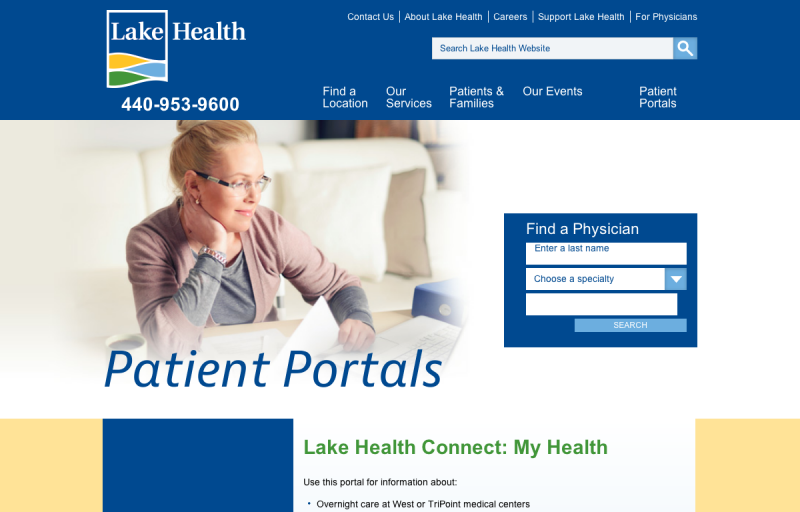 Contact Us
About Lake Health
Careers
Support Lake Health
For Physicians
Lake Health
Search Lake Health Website
440-953-9600
Find a
Location
Our
Services
Patients &
Families
Our Events
Patient
Portals
Find a Physician
Enter a last name
Choose a specialty
SEARCH
Patient Portals
Lake Health Connect: My Health
Use this portal for information about:
• Overnight care at West or TriPoint medical centers